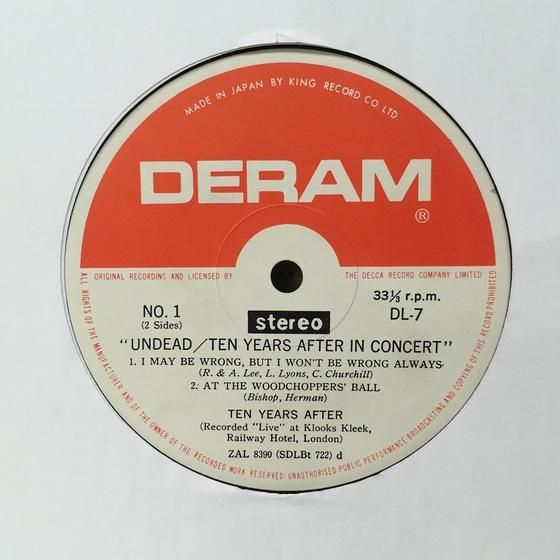 MADE IN JAPAN BY KING RECORD CO. LTD.
DERAM
®
ORIGINAL RECORDING AND LICENSED BY THE DECCA RECORD COMPANY LIMITED
NO. 1
(2 Sides)
stereo
33⅓ r.p.m.
DL-7
"UNDEAD/TEN YEARS AFTER IN CONCERT"
1. I MAY BE WRONG, BUT I WON'T BE WRONG ALWAYS
(R. & A. Lee, L. Lyons, C. Churchill)
2. AT THE WOODCHOPPERS' BALL
(Bishop, Herman)
TEN YEARS AFTER
(Recorded "Live" at Klooks Kleek,
Railway Hotel, London)
ZAL 8390 (SDLBt 722) d
ALL RIGHTS OF THE MANUFACTURER AND OF THE OWNER OF THE RECORDED WORK RESERVED · UNAUTHORISED PUBLIC PERFORMANCE BROADCASTING AND COPYING OF THIS RECORD PROHIBITED